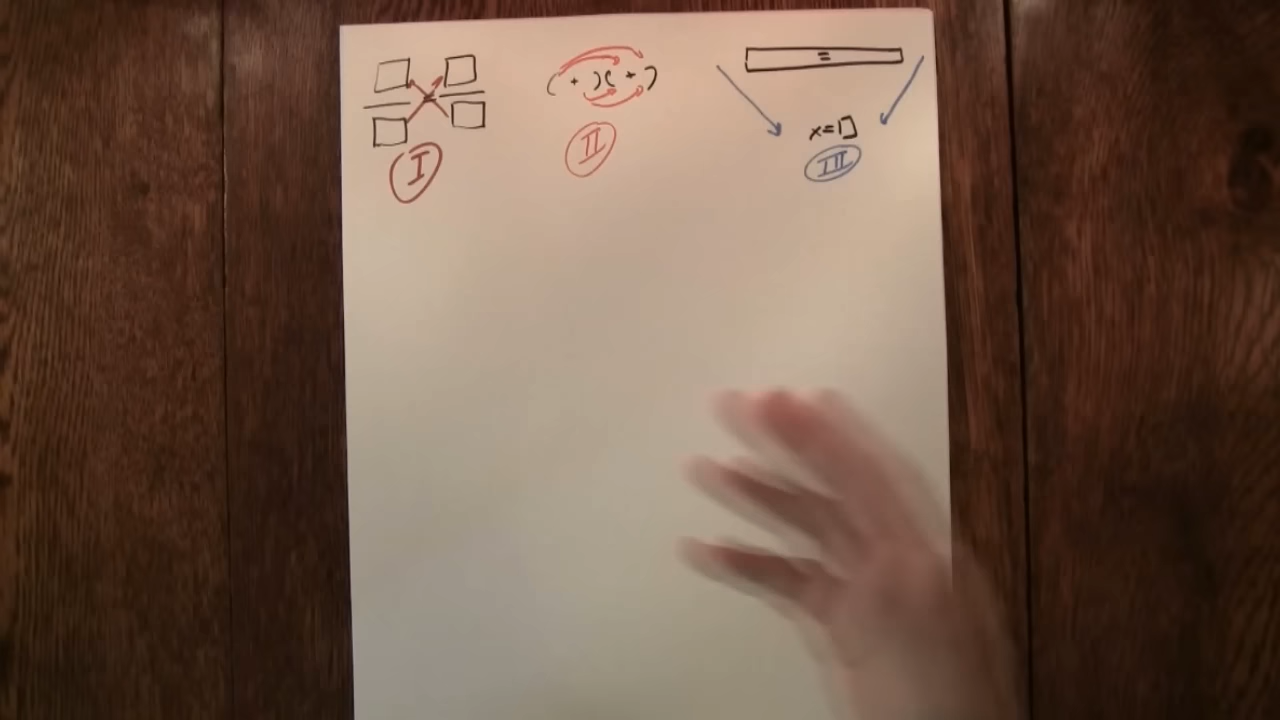 =
( + )( + )
=
x=□
I
II
III